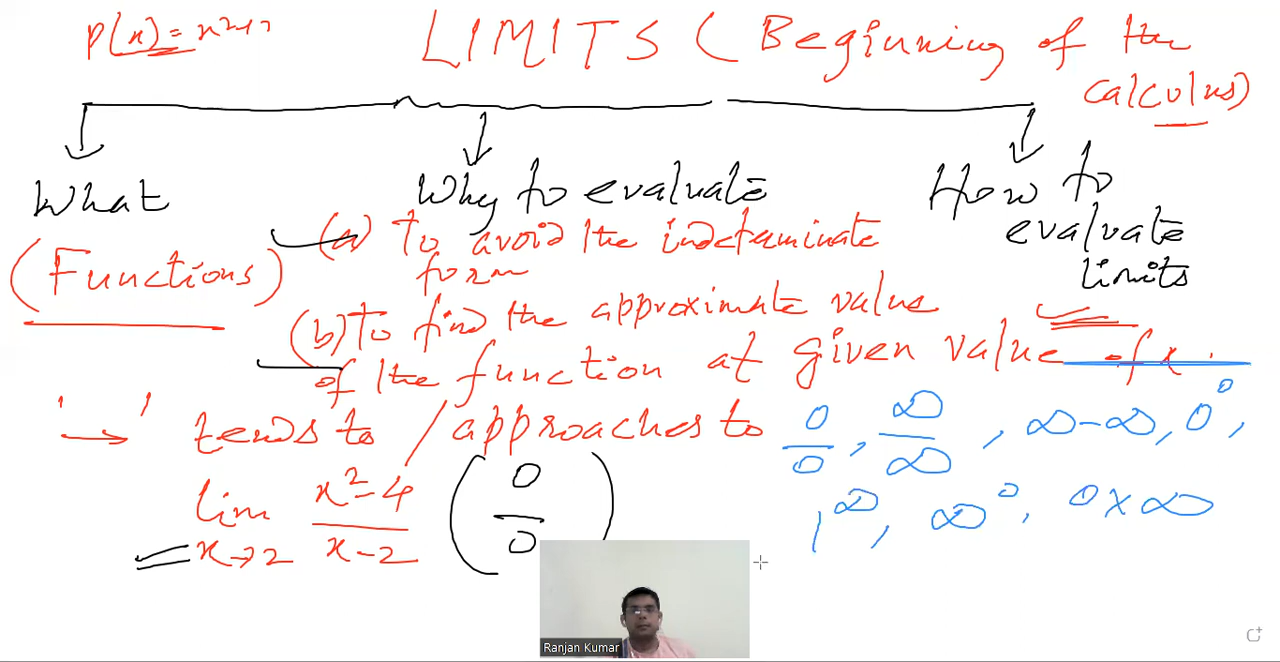 P(x) = x²+7
LIMITS (Beginning of the
calculus)
What
Why to evaluate
How to
evaluate
limits
(Functions)
(a) To avoid the indeterminate
form
(b) To find the approximate value
of the function at given value of x.
'→' tends to / approaches to
0/0, ∞/∞, ∞-∞, 0⁰,
1^∞, ∞⁰, 0×∞
lim x→2 x²-4 / x-2 (0/0)
Ranjan Kumar